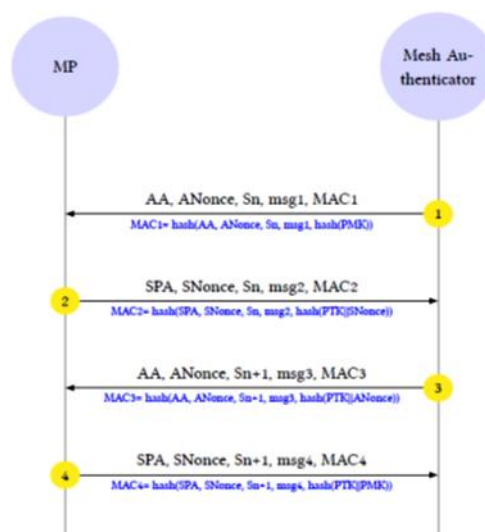 MP
Mesh Au-
thenticator
AA, ANonce, Sn, msg1, MAC1
1
MAC1= hash(AA, ANonce, Sn, msg1, hash(PMK))
SPA, SNonce, Sn, msg2, MAC2
2
MAC2= hash(SPA, SNonce, Sn, msg2, hash(PTK||SNonce))
AA, ANonce, Sn+1, msg3, MAC3
3
MAC3= hash(AA, ANonce, Sn+1, msg3, hash(PTK||ANonce))
SPA, SNonce, Sn+1, msg4, MAC4
4
MAC4= hash(SPA, SNonce, Sn+1, msg4, hash(PTK||PMK))